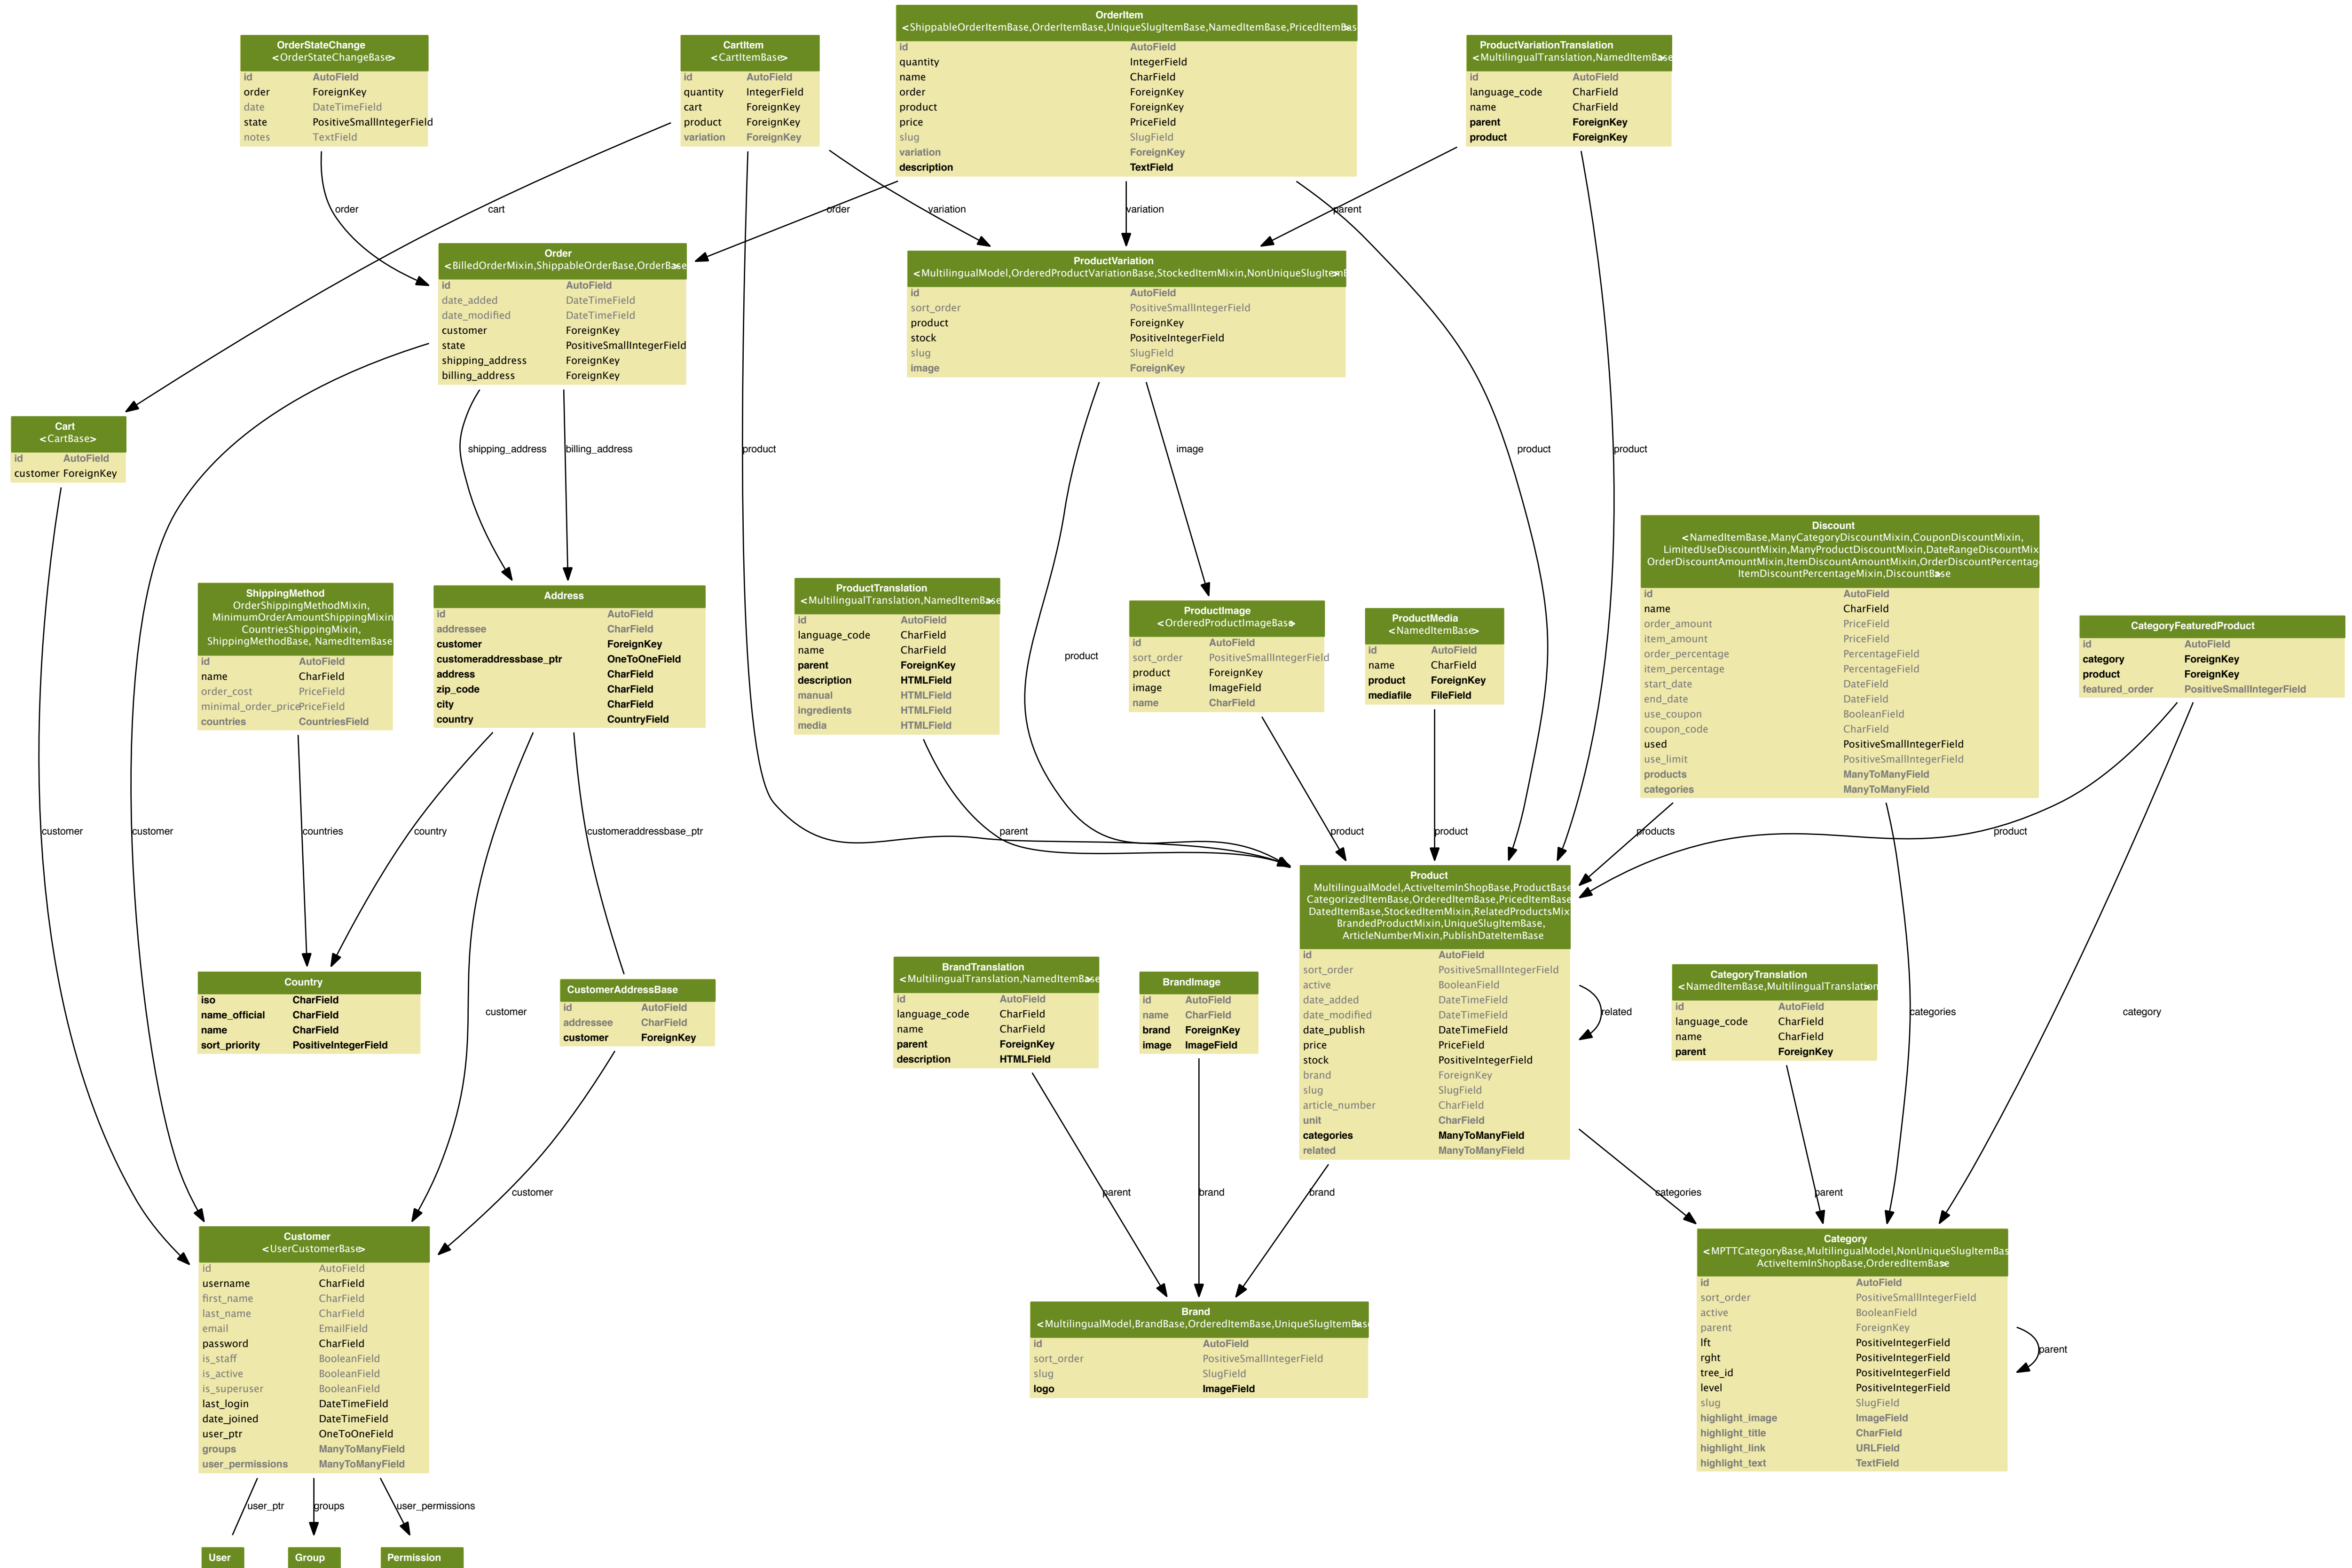 OrderItem
<ShippableOrderItemBase,OrderItemBase,UniqueSlugItemBase,NamedItemBase,PricedItemBase>
id AutoField
quantity IntegerField
name CharField
order ForeignKey
product ForeignKey
price PriceField
slug SlugField
variation ForeignKey
description TextField
OrderStateChange
<OrderStateChangeBase>
id AutoField
order ForeignKey
date DateTimeField
state PositiveSmallIntegerField
notes TextField
CartItem
<CartItemBase>
id AutoField
quantity IntegerField
cart ForeignKey
product ForeignKey
variation ForeignKey
ProductVariationTranslation
<MultilingualTranslation,NamedItemBase>
id AutoField
language_code CharField
name CharField
parent ForeignKey
product ForeignKey
order
cart
order
variation
variation
parent
Order
<BilledOrderMixin,ShippableOrderBase,OrderBase>
id AutoField
date_added DateTimeField
date_modified DateTimeField
customer ForeignKey
state PositiveSmallIntegerField
shipping_address ForeignKey
billing_address ForeignKey
ProductVariation
<MultilingualModel,OrderedProductVariationBase,StockedItemMixin,NonUniqueSlugItemB>
id AutoField
sort_order PositiveSmallIntegerField
product ForeignKey
stock PositiveIntegerField
slug SlugField
image ForeignKey
Cart
<CartBase>
id AutoField
customer ForeignKey
shipping_address
billing_address
product
image
product
product
Discount
<NamedItemBase,ManyCategoryDiscountMixin,CouponDiscountMixin,
LimitedUseDiscountMixin,ManyProductDiscountMixin,DateRangeDiscountMix
OrderDiscountAmountMixin,ItemDiscountAmountMixin,OrderDiscountPercentage
ItemDiscountPercentageMixin,DiscountBase>
id AutoField
name CharField
order_amount PriceField
item_amount PriceField
order_percentage PercentageField
item_percentage PercentageField
start_date DateField
end_date DateField
use_coupon BooleanField
coupon_code CharField
used PositiveSmallIntegerField
use_limit PositiveSmallIntegerField
products ManyToManyField
categories ManyToManyField
ShippingMethod
OrderShippingMethodMixin,
MinimumOrderAmountShippingMixin
CountriesShippingMixin,
ShippingMethodBase, NamedItemBase
id AutoField
name CharField
order_cost PriceField
minimal_order_price PriceField
countries CountriesField
Address
id AutoField
addressee CharField
customer ForeignKey
customeraddressbase_ptr OneToOneField
address CharField
zip_code CharField
city CharField
country CountryField
ProductTranslation
<MultilingualTranslation,NamedItemBase>
id AutoField
language_code CharField
name CharField
parent ForeignKey
description HTMLField
manual HTMLField
ingredients HTMLField
media HTMLField
ProductImage
<OrderedProductImageBase>
id AutoField
sort_order PositiveSmallIntegerField
product ForeignKey
image ImageField
name CharField
ProductMedia
<NamedItemBase>
id AutoField
name CharField
product ForeignKey
mediafile FileField
CategoryFeaturedProduct
id AutoField
category ForeignKey
product ForeignKey
featured_order PositiveSmallIntegerField
product
customer
customer
countries
country
customeraddressbase_ptr
parent
product
product
products
product
Product
MultilingualModel,ActiveItemInShopBase,ProductBase
CategorizedItemBase,OrderedItemBase,PricedItemBase
DatedItemBase,StockedItemMixin,RelatedProductsMix
BrandedProductMixin,UniqueSlugItemBase,
ArticleNumberMixin,PublishDateItemBase
id AutoField
sort_order PositiveSmallIntegerField
active BooleanField
date_added DateTimeField
date_modified DateTimeField
date_publish DateTimeField
price PriceField
stock PositiveIntegerField
brand ForeignKey
slug SlugField
article_number CharField
unit CharField
categories ManyToManyField
related ManyToManyField
related
Country
iso CharField
name_official CharField
name CharField
sort_priority PositiveIntegerField
customer
CustomerAddressBase
id AutoField
addressee CharField
customer ForeignKey
BrandTranslation
<MultilingualTranslation,NamedItemBase>
id AutoField
language_code CharField
name CharField
parent ForeignKey
description HTMLField
BrandImage
id AutoField
name CharField
brand ForeignKey
image ImageField
CategoryTranslation
<NamedItemBase,MultilingualTranslation>
id AutoField
language_code CharField
name CharField
parent ForeignKey
categories
category
customer
parent
brand
brand
categories
parent
Customer
<UserCustomerBase>
id AutoField
username CharField
first_name CharField
last_name CharField
email EmailField
password CharField
is_staff BooleanField
is_active BooleanField
is_superuser BooleanField
last_login DateTimeField
date_joined DateTimeField
user_ptr OneToOneField
groups ManyToManyField
user_permissions ManyToManyField
Brand
<MultilingualModel,BrandBase,OrderedItemBase,UniqueSlugItemBase>
id AutoField
sort_order PositiveSmallIntegerField
slug SlugField
logo ImageField
Category
<MPTTCategoryBase,MultilingualModel,NonUniqueSlugItemBas
ActiveItemInShopBase,OrderedItemBase>
id AutoField
sort_order PositiveSmallIntegerField
active BooleanField
parent ForeignKey
lft PositiveIntegerField
rght PositiveIntegerField
tree_id PositiveIntegerField
level PositiveIntegerField
slug SlugField
highlight_image ImageField
highlight_title CharField
highlight_link URLField
highlight_text TextField
parent
user_ptr
groups
user_permissions
User
Group
Permission